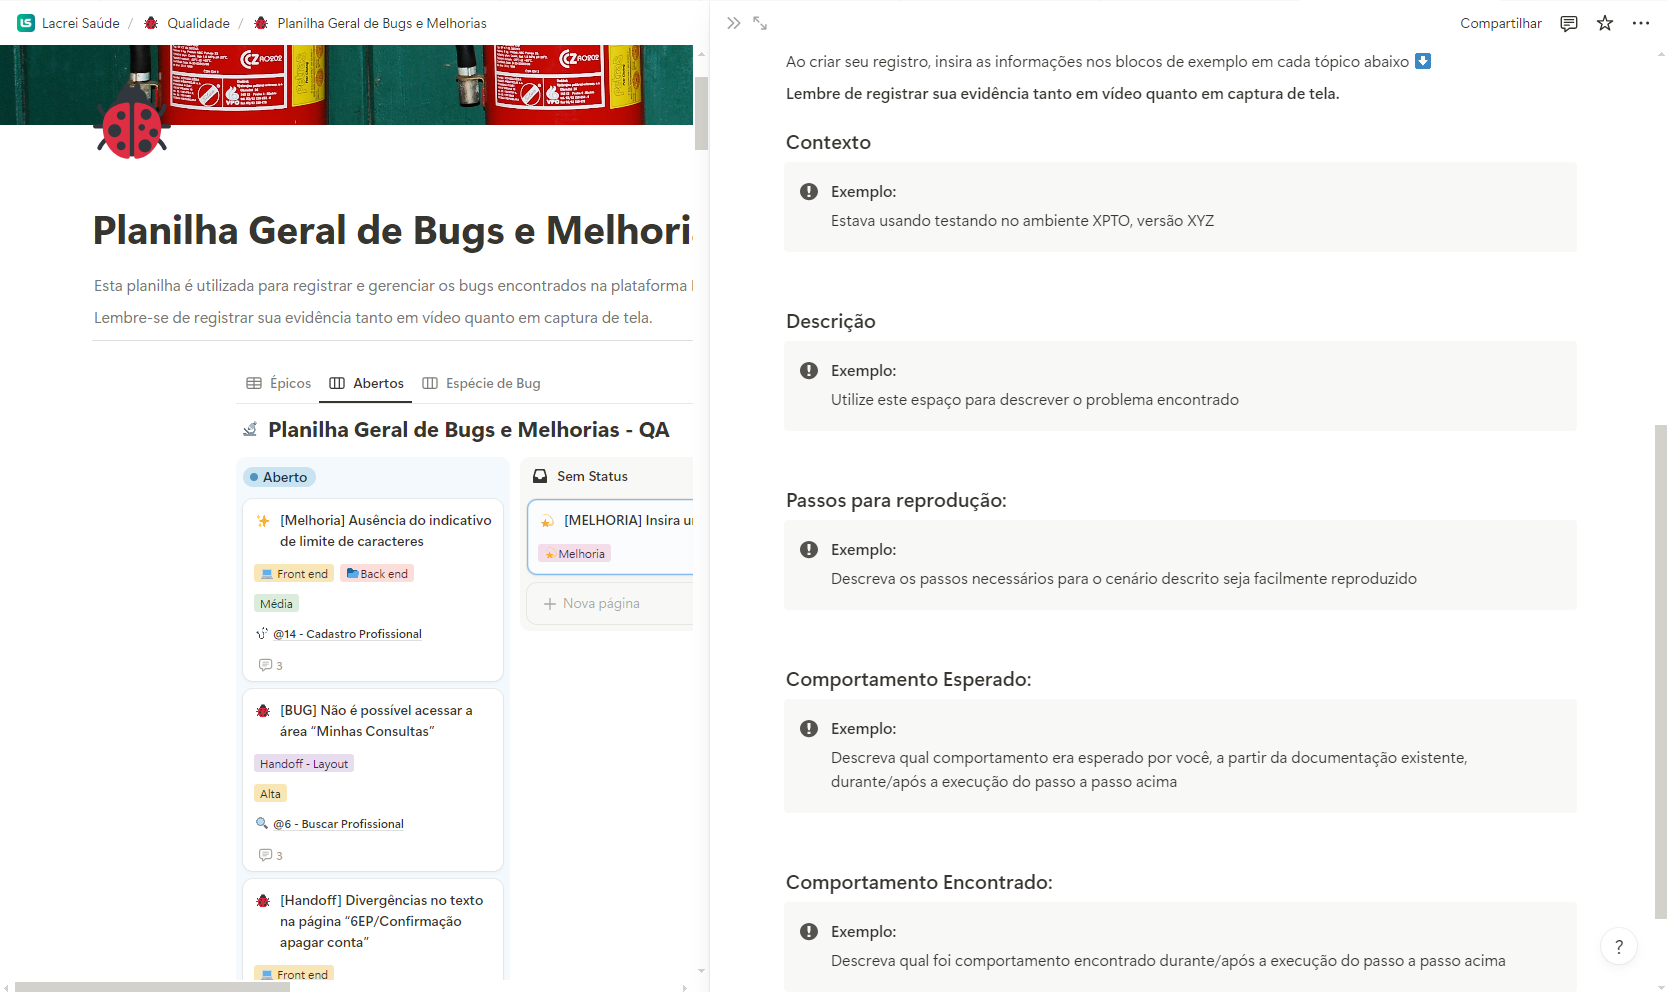 Lacrei Saúde / Qualidade / Planilha Geral de Bugs e Melhorias
Compartilhar
CZ RO202
VPO
CZ RO202
VPO
Planilha Geral de Bugs e Melhori
Esta planilha é utilizada para registrar e gerenciar os bugs encontrados na plataforma
Lembre-se de registrar sua evidência tanto em vídeo quanto em captura de tela.
Épicos
Abertos
Espécie de Bug
Planilha Geral de Bugs e Melhorias - QA
Aberto
[Melhoria] Ausência do indicativo
de limite de caracteres
Front end
Back end
Média
@14 - Cadastro Profissional
3
[BUG] Não é possível acessar a
área “Minhas Consultas”
Handoff - Layout
Alta
@6 - Buscar Profissional
3
[Handoff] Divergências no texto
na página “6EP/Confirmação
apagar conta”
Front end
Sem Status
[MELHORIA] Insira u
Melhoria
+ Nova página
Ao criar seu registro, insira as informações nos blocos de exemplo em cada tópico abaixo
Lembre de registrar sua evidência tanto em vídeo quanto em captura de tela.
Contexto
Exemplo:
Estava usando testando no ambiente XPTO, versão XYZ
Descrição
Exemplo:
Utilize este espaço para descrever o problema encontrado
Passos para reprodução:
Exemplo:
Descreva os passos necessários para o cenário descrito seja facilmente reproduzido
Comportamento Esperado:
Exemplo:
Descreva qual comportamento era esperado por você, a partir da documentação existente,
durante/após a execução do passo a passo acima
Comportamento Encontrado:
Exemplo:
Descreva qual foi comportamento encontrado durante/após a execução do passo a passo acima
?